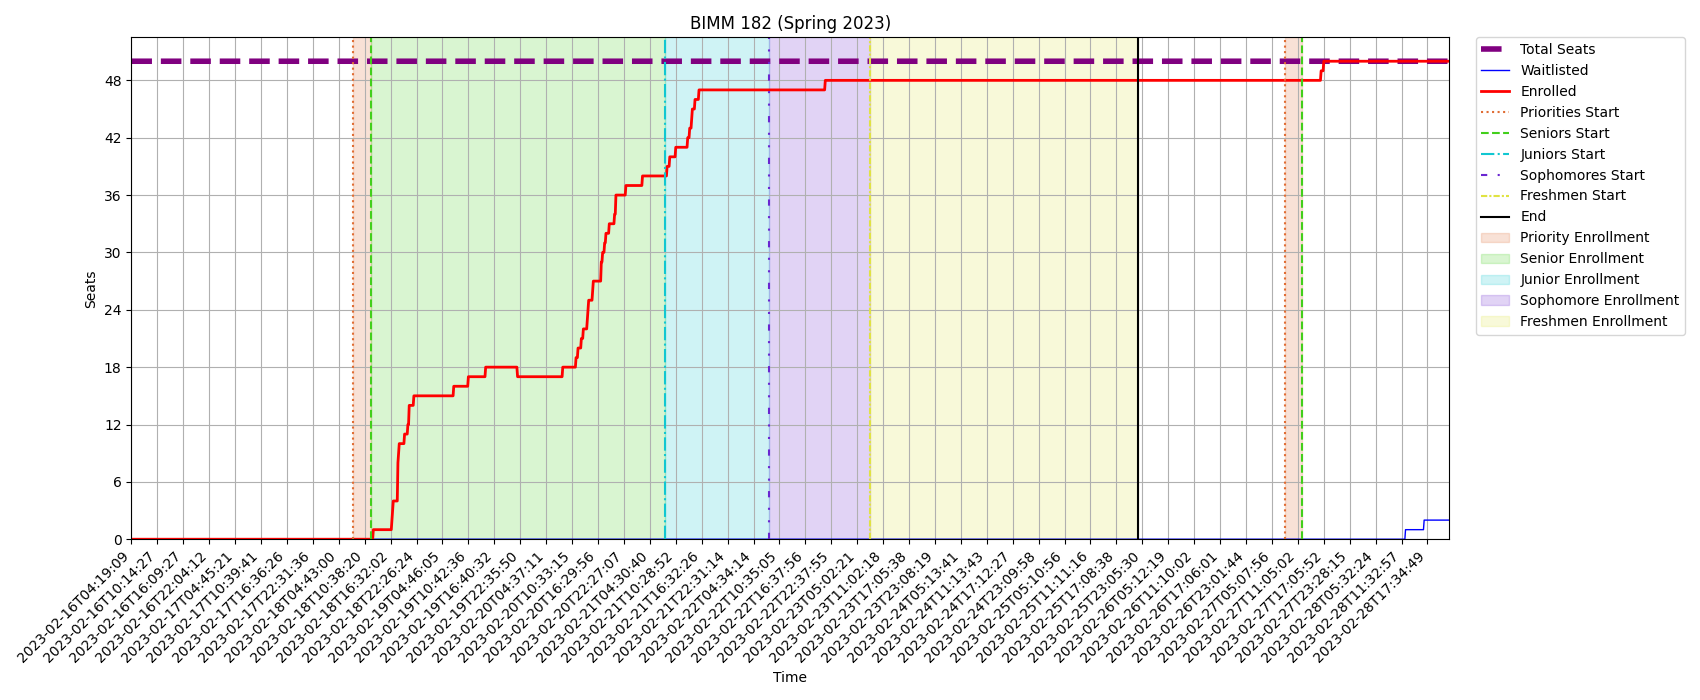 BIMM 182 (Spring 2023)
Total Seats
Waitlisted
Enrolled
Priorities Start
Seniors Start
Juniors Start
Sophomores Start
Freshmen Start
End
Priority Enrollment
Senior Enrollment
Junior Enrollment
Sophomore Enrollment
Freshmen Enrollment
Seats
48
42
36
30
24
18
12
6
0
2023-02-16T04:19:09
2023-02-16T10:14:27
2023-02-16T16:09:27
2023-02-16T22:04:12
2023-02-17T04:45:21
2023-02-17T10:39:41
2023-02-17T16:36:26
2023-02-17T22:31:36
2023-02-18T04:43:00
2023-02-18T10:38:20
2023-02-18T16:32:02
2023-02-18T22:26:24
2023-02-19T04:46:05
2023-02-19T10:42:36
2023-02-19T16:40:32
2023-02-19T22:35:50
2023-02-20T04:37:11
2023-02-20T10:33:15
2023-02-20T16:29:56
2023-02-20T22:27:07
2023-02-21T04:30:40
2023-02-21T10:28:52
2023-02-21T16:32:26
2023-02-21T22:31:14
2023-02-22T04:34:14
2023-02-22T10:35:05
2023-02-22T16:37:56
2023-02-22T22:37:55
2023-02-23T05:02:21
2023-02-23T11:02:18
2023-02-23T17:05:38
2023-02-23T23:08:19
2023-02-24T05:13:41
2023-02-24T11:13:43
2023-02-24T17:12:27
2023-02-24T23:09:58
2023-02-25T05:10:56
2023-02-25T11:11:16
2023-02-25T17:08:38
2023-02-25T23:05:30
2023-02-26T05:12:19
2023-02-26T11:10:02
2023-02-26T17:06:01
2023-02-26T23:01:44
2023-02-27T05:07:56
2023-02-27T11:05:02
2023-02-27T17:05:52
2023-02-27T23:28:15
2023-02-28T05:32:24
2023-02-28T11:32:57
2023-02-28T17:34:49
Time